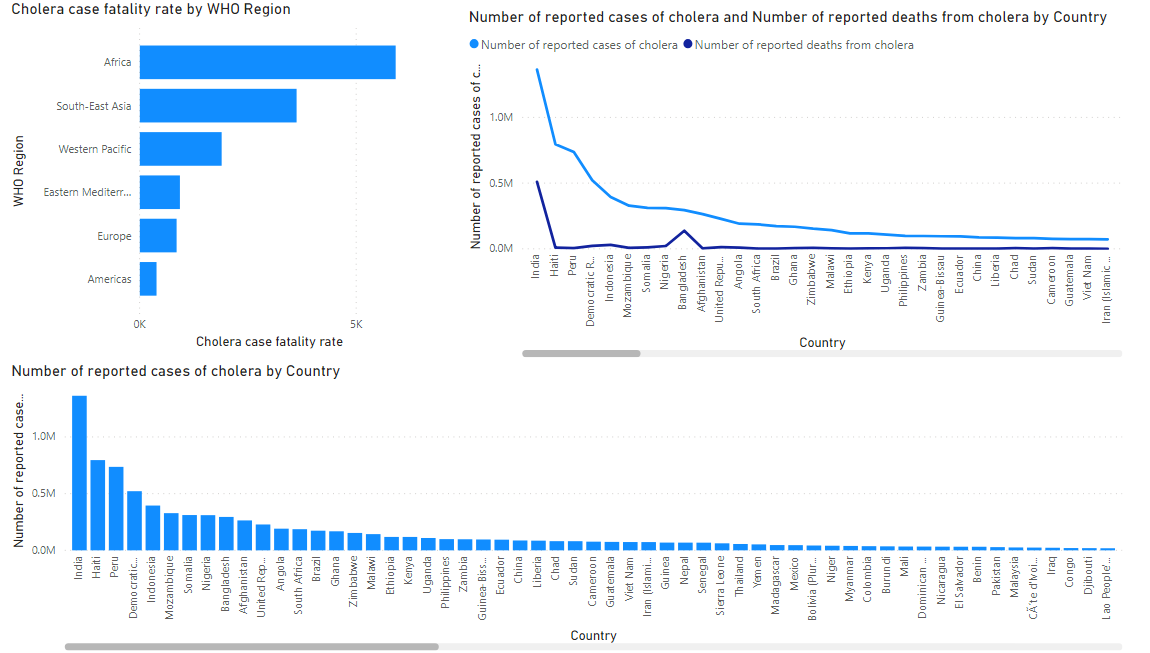 Cholera case fatality rate by WHO Region
WHO Region
Africa
South-East Asia
Western Pacific
Eastern Mediterr...
Europe
Americas
0K
5K
Cholera case fatality rate
Number of reported cases of cholera and Number of reported deaths from cholera by Country
Number of reported cases of cholera
Number of reported deaths from cholera
Number of reported cases of c...
1.0M
0.5M
0.0M
India
Haiti
Peru
Democratic R...
Indonesia
Mozambique
Somalia
Nigeria
Bangladesh
Afghanistan
United Repu...
Angola
South Africa
Brazil
Ghana
Zimbabwe
Malawi
Ethiopia
Kenya
Uganda
Philippines
Zambia
Guinea-Bissau
Ecuador
China
Liberia
Chad
Sudan
Cameroon
Guatemala
Viet Nam
Iran (Islamic ...
Country
Number of reported cases of cholera by Country
Number of reported case...
1.0M
0.5M
0.0M
India
Haiti
Peru
Democratic...
Indonesia
Mozambique
Somalia
Nigeria
Bangladesh
Afghanistan
United Rep...
Angola
South Africa
Brazil
Ghana
Zimbabwe
Malawi
Ethiopia
Kenya
Uganda
Philippines
Zambia
Guinea-Biss...
Ecuador
China
Liberia
Chad
Sudan
Cameroon
Guatemala
Viet Nam
Iran (Islami...
Guinea
Nepal
Senegal
Sierra Leone
Thailand
Yemen
Madagascar
Mexico
Bolivia (Plur...
Niger
Myanmar
Colombia
Burundi
Mali
Dominican ...
Nicaragua
El Salvador
Benin
Pakistan
Malaysia
CÃ´te d'Ivoi...
Iraq
Congo
Djibouti
Lao People'...
Country